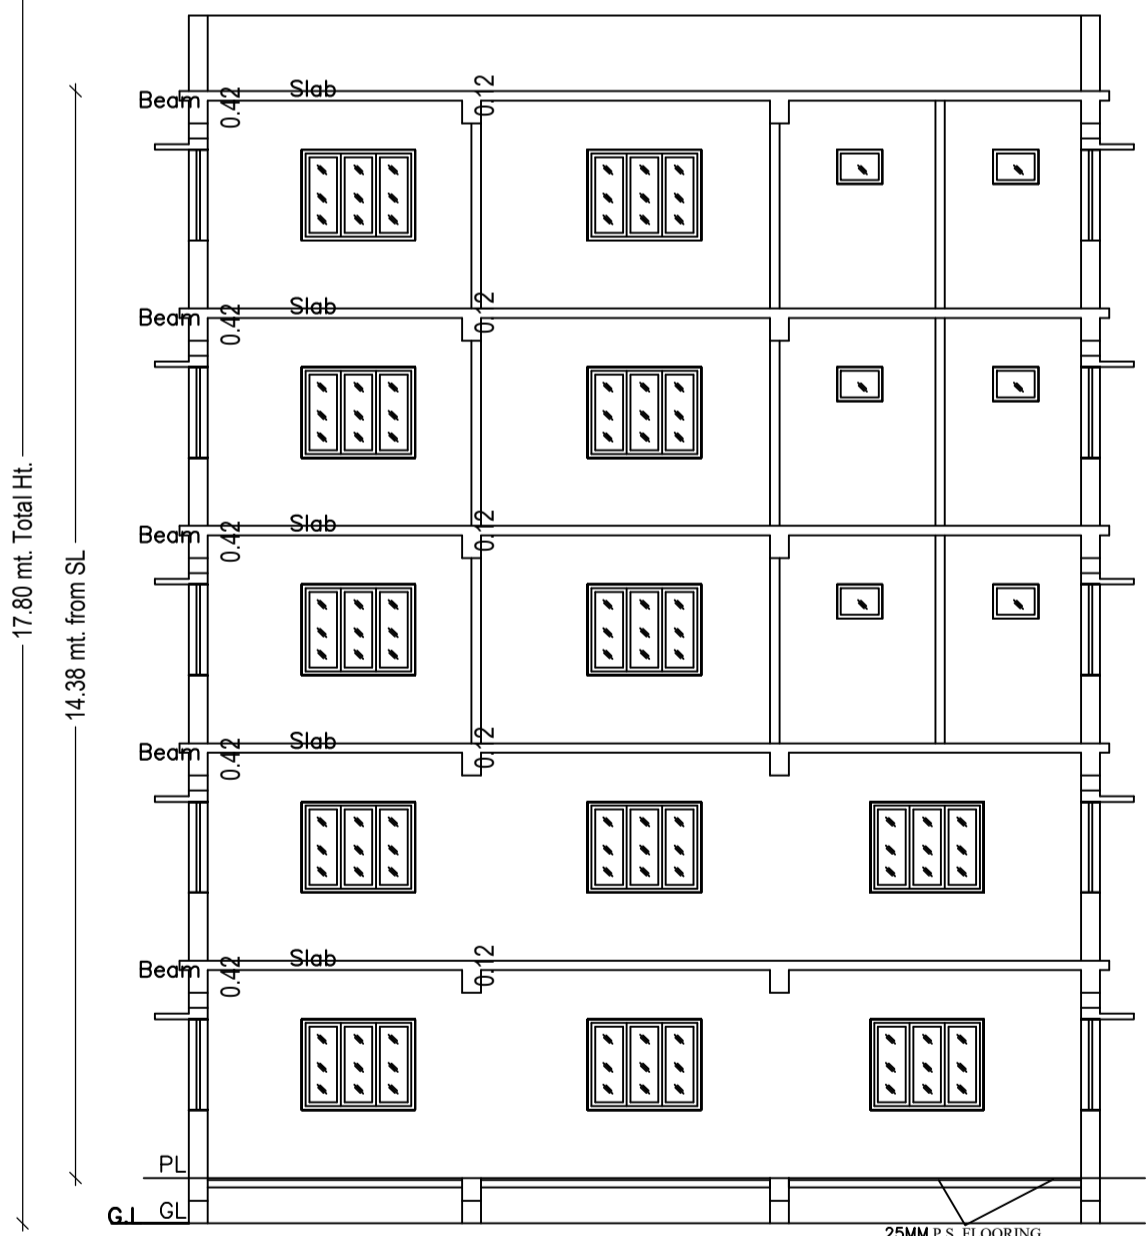 Slab
0.12
Beam
0.42
Slab
0.12
Beam
0.42
17.80 mt. Total Ht.
14.38 mt. from SL
Slab
0.12
Beam
0.42
Slab
0.12
Beam
0.42
Slab
0.12
Beam
0.42
PL
GL
G.L
25MM P.S. FLOORING